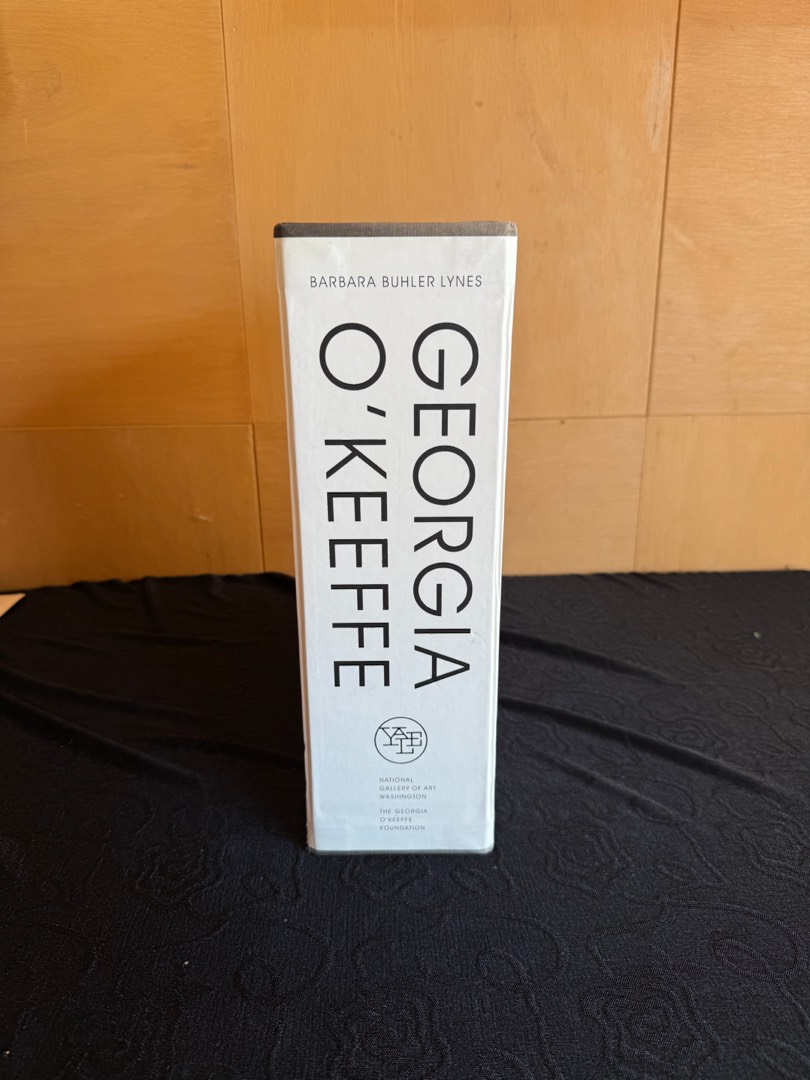 BARBARA BUHLER LYNES
GEORGIA
O'KEEFFE
YALE
NATIONAL
GALLERY OF ART
WASHINGTON
THE GEORGIA
O'KEEFFE
FOUNDATION